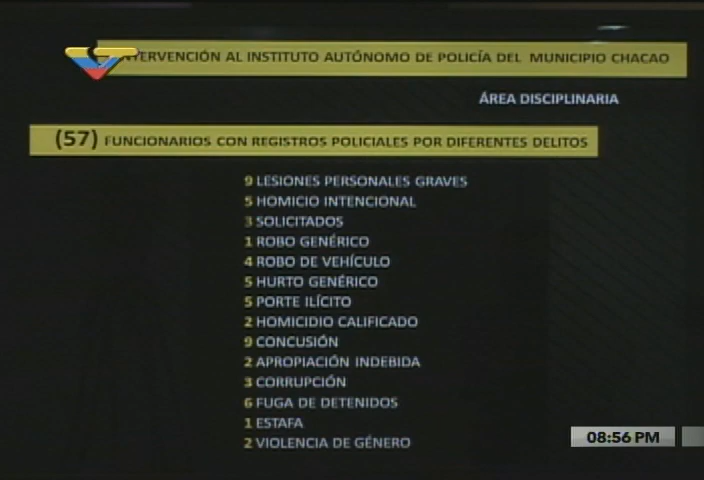 INTERVENCIÓN AL INSTITUTO AUTÓNOMO DE POLICÍA DEL MUNICIPIO CHACAO
ÁREA DISCIPLINARIA
(57) FUNCIONARIOS CON REGISTROS POLICIALES POR DIFERENTES DELITOS
9 LESIONES PERSONALES GRAVES
5 HOMICIO INTENCIONAL
3 SOLICITADOS
1 ROBO GENÉRICO
4 ROBO DE VEHÍCULO
5 HURTO GENÉRICO
5 PORTE ILÍCITO
2 HOMICIDIO CALIFICADO
9 CONCUSIÓN
2 APROPIACIÓN INDEBIDA
3 CORRUPCIÓN
6 FUGA DE DETENIDOS
1 ESTAFA
2 VIOLENCIA DE GÉNERO
08:56 PM